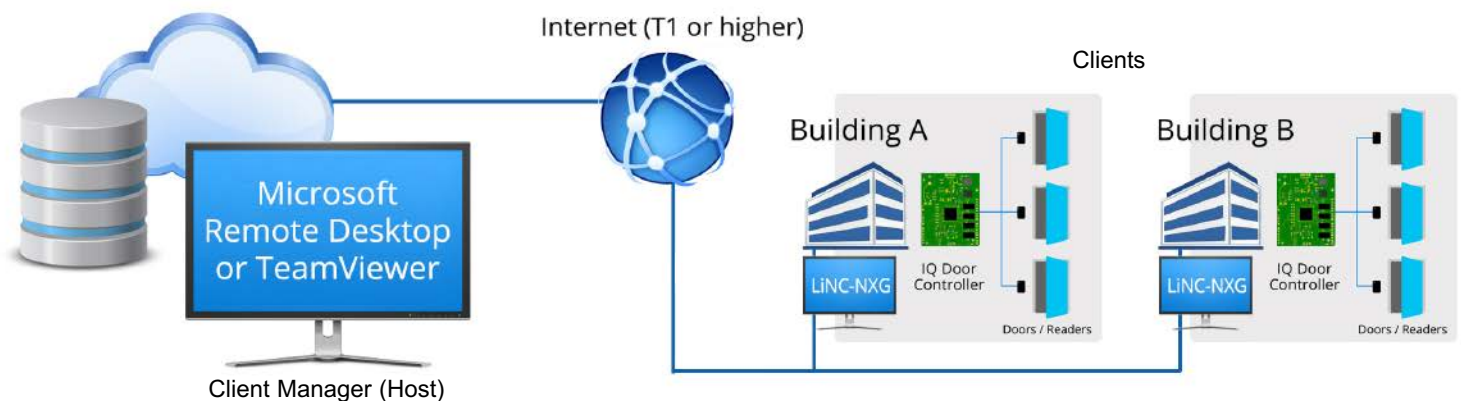 Internet (T1 or higher)
Clients
Microsoft
Remote Desktop
or TeamViewer
Client Manager (Host)
Building A
LiNC-NXG
IQ Door
Controller
Doors / Readers
Building B
LiNC-NXG
IQ Door
Controller
Doors / Readers